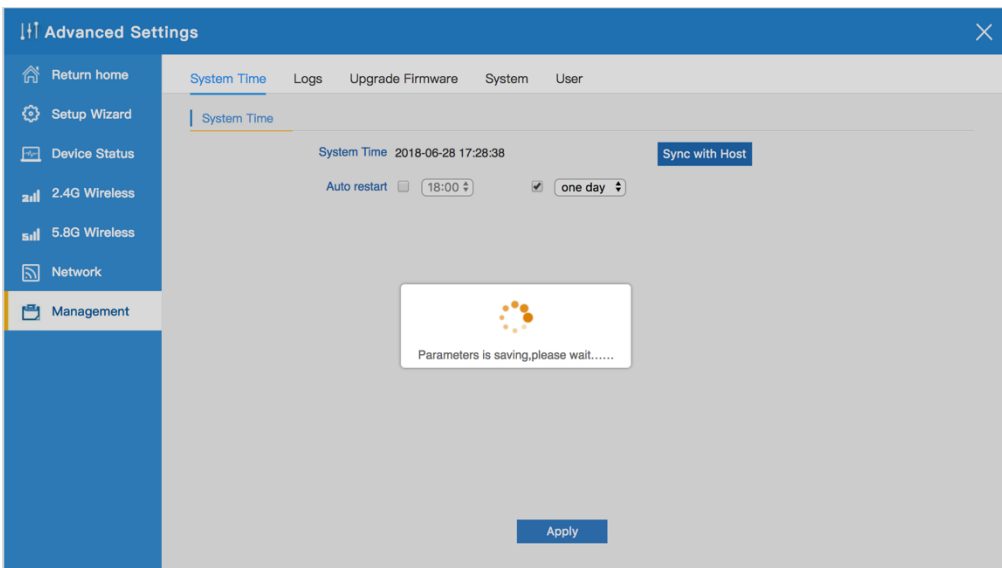 Advanced Settings
Return home
Setup Wizard
Device Status
2.4G Wireless
5.8G Wireless
Network
Management
System Time Logs Upgrade Firmware System User
System Time
System Time 2018-06-28 17:28:38 Sync with Host
Auto restart 18:00 one day
Parameters is saving,please wait......
Apply